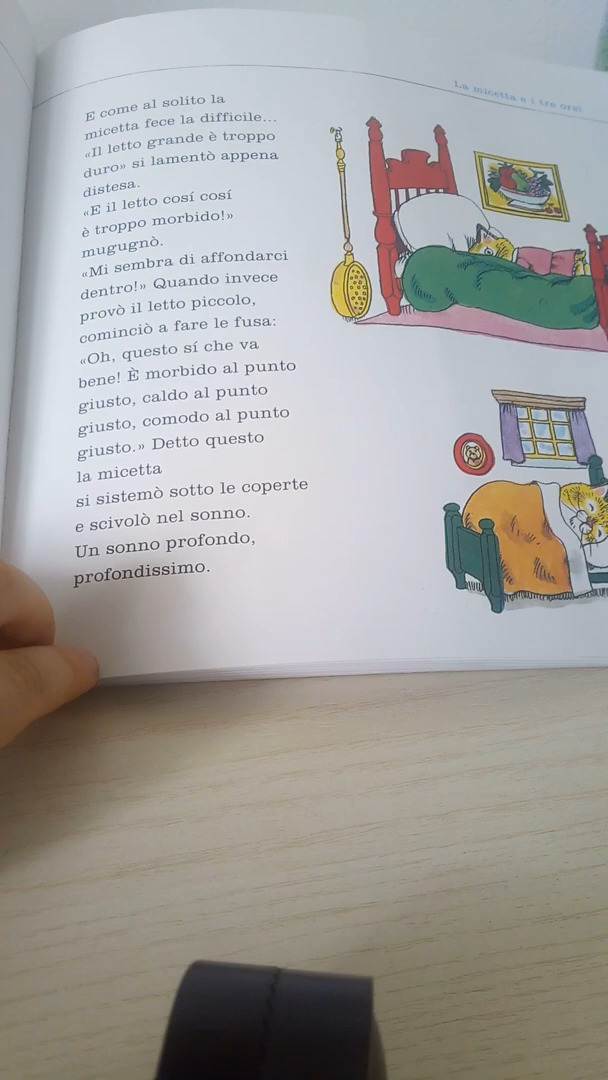 La micetta e i tre orsi
E come al solito la
micetta fece la difficile...
«Il letto grande è troppo
duro» si lamentò appena
distesa.
«E il letto cosí cosí
è troppo morbido!»
mugugnò.
«Mi sembra di affondarci
dentro!» Quando invece
provò il letto piccolo,
cominciò a fare le fusa:
«Oh, questo sí che va
bene! È morbido al punto
giusto, caldo al punto
giusto, comodo al punto
giusto.» Detto questo
la micetta
si sistemò sotto le coperte
e scivolò nel sonno.
Un sonno profondo,
profondissimo.